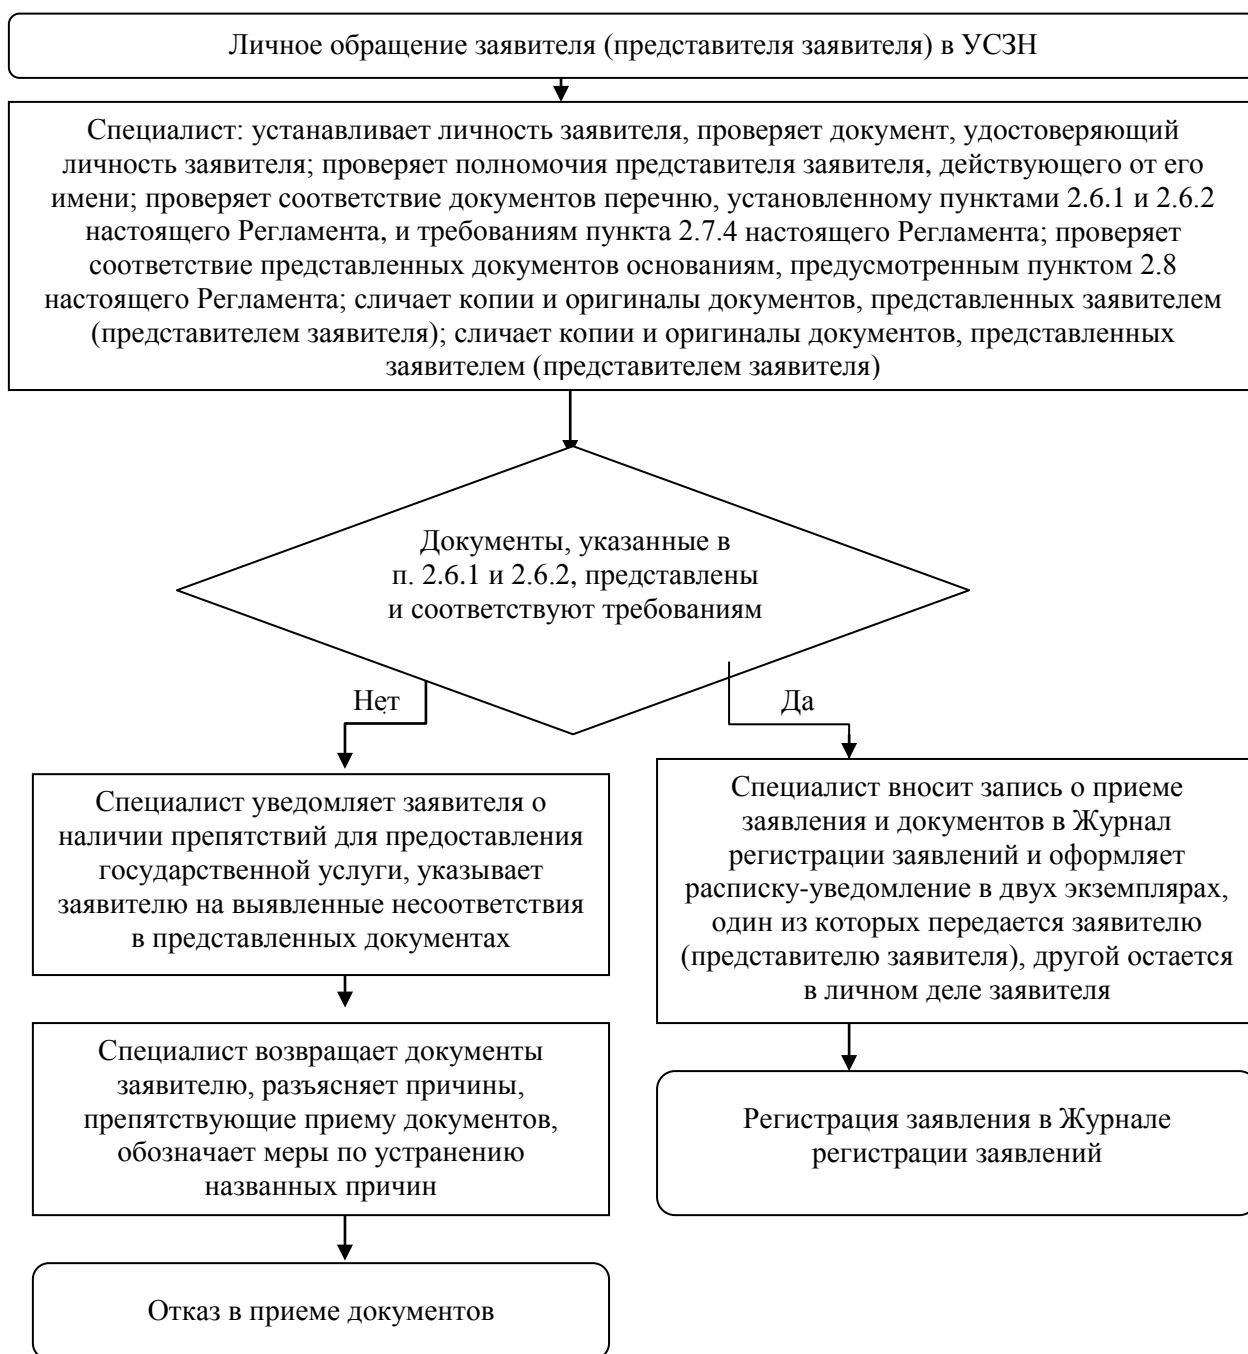 Личное обращение заявителя (представителя заявителя) в УСЗН
Специалист: устанавливает личность заявителя, проверяет документ, удостоверяющий
личность заявителя; проверяет полномочия представителя заявителя, действующего от его
имени; проверяет соответствие документов перечню, установленному пунктами 2.6.1 и 2.6.2
настоящего Регламента, и требованиям пункта 2.7.4 настоящего Регламента; проверяет
соответствие представленных документов основаниям, предусмотренным пунктом 2.8
настоящего Регламента; сличает копии и оригиналы документов, представленных заявителем
(представителем заявителя); сличает копии и оригиналы документов, представленных
заявителем (представителем заявителя)
Документы, указанные в
п. 2.6.1 и 2.6.2, представлены
и соответствуют требованиям
Нет
Да
Специалист уведомляет заявителя о
наличии препятствий для предоставления
государственной услуги, указывает
заявителю на выявленные несоответствия
в представленных документах
Специалист вносит запись о приеме
заявления и документов в Журнал
регистрации заявлений и оформляет
расписку-уведомление в двух экземплярах,
один из которых передается заявителю
(представителю заявителя), другой остается
в личном деле заявителя
Специалист возвращает документы
заявителю, разъясняет причины,
препятствующие приему документов,
обозначает меры по устранению
названных причин
Регистрация заявления в Журнале
регистрации заявлений
Отказ в приеме документов